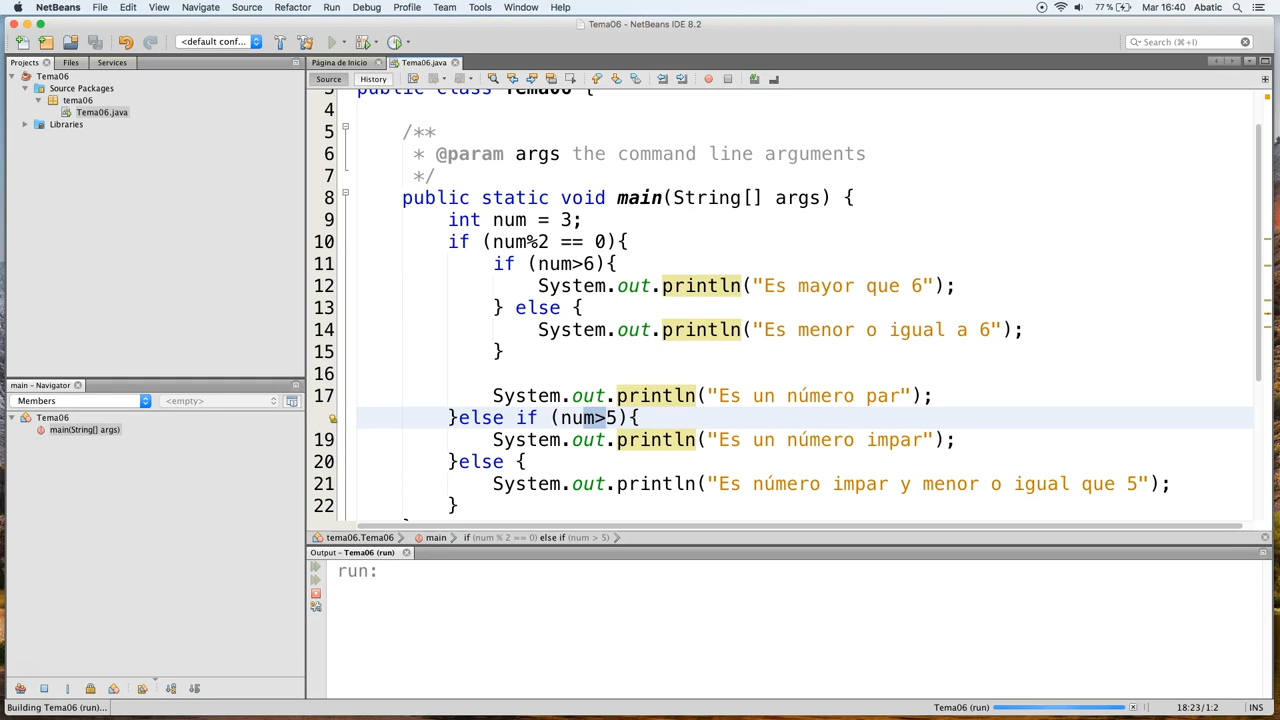 NetBeans File Edit View Navigate Source Refactor Run Debug Profile Team Tools Window Help 77% Mar 16:40 Abatic
Tema06 - NetBeans IDE 8.2
<default conf... Search (⌘+I)
Projects Files Services
Tema06
Source Packages
tema06
Tema06.java
Libraries
Página de Inicio Tema06.java
Source History
3 public class Tema06 {
4
5 /**
6 * @param args the command line arguments
7 */
8 public static void main(String[] args) {
9 int num = 3;
10 if (num%2 == 0){
11 if (num>6){
12 System.out.println("Es mayor que 6");
13 } else {
14 System.out.println("Es menor o igual a 6");
15 }
16
17 System.out.println("Es un número par");
}else if (num>5){
19 System.out.println("Es un número impar");
20 }else {
21 System.out.println("Es número impar y menor o igual que 5");
22 }
main - Navigator
Members <empty>
Tema06
main(String[] args)
tema06.Tema06 main if (num % 2 == 0) else if (num > 5)
Output - Tema06 (run)
run:
Building Tema06 (run)... Tema06 (run) 18:23/1:2 INS